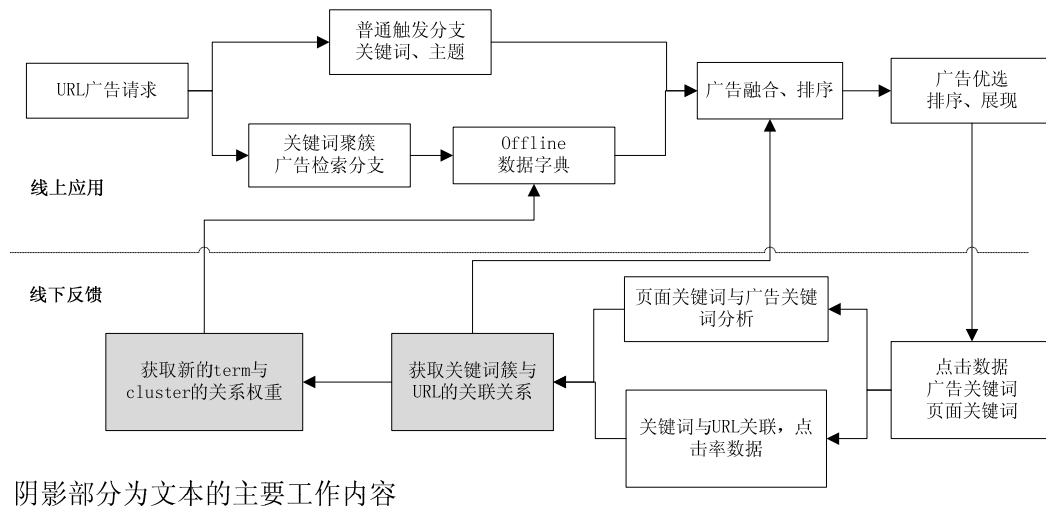 普通触发分支
关键词、主题
URL广告请求
广告融合、排序
广告优选
排序、展现
关键词聚簇
广告检索分支
Offline
数据字典
线上应用
线下反馈
页面关键词与广告关键
词分析
获取新的term与
cluster的关系权重
获取关键词簇与
URL的关联关系
点击数据
广告关键词
页面关键词
关键词与URL关联，点
击率数据
阴影部分为文本的主要工作内容